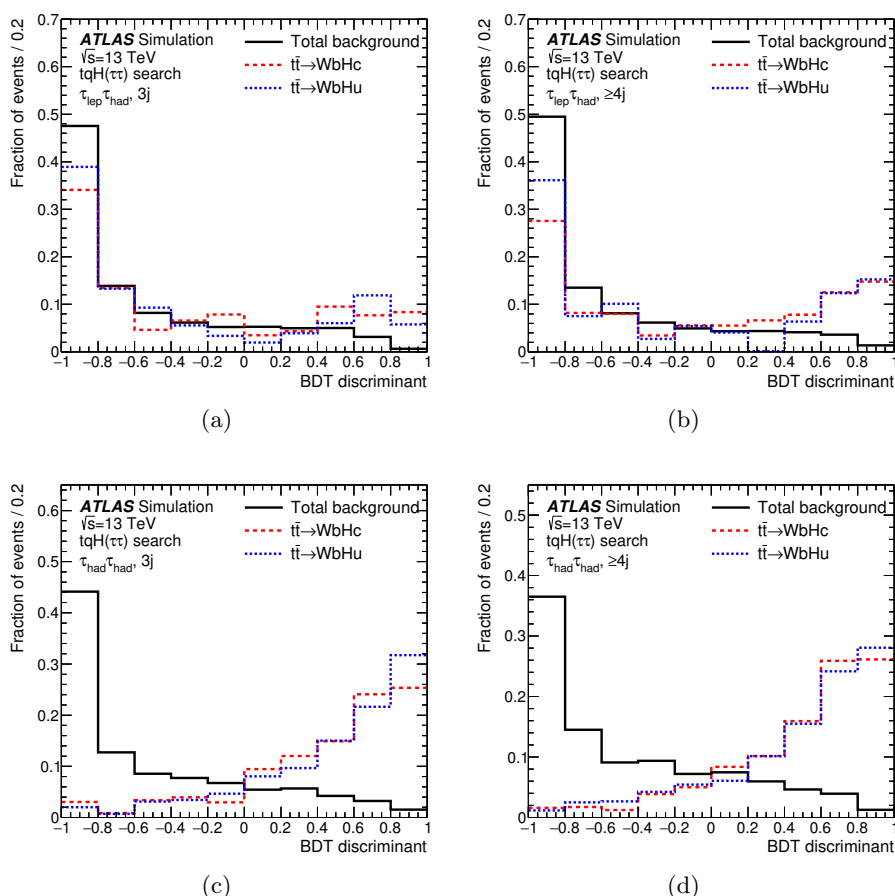 Fraction of events / 0.2
0.7
0.6
0.5
0.4
0.3
0.2
0.1
0
ATLAS Simulation
√s=13 TeV
tqH(ττ) search
τlepτhad, 3j
Total background
tt̄→WbHc
tt̄→WbHu
−1 −0.8 −0.6 −0.4 −0.2 0 0.2 0.4 0.6 0.8 1
BDT discriminant
(a)
Fraction of events / 0.2
0.7
0.6
0.5
0.4
0.3
0.2
0.1
0
ATLAS Simulation
√s=13 TeV
tqH(ττ) search
τlepτhad, ≥4j
Total background
tt̄→WbHc
tt̄→WbHu
−1 −0.8 −0.6 −0.4 −0.2 0 0.2 0.4 0.6 0.8 1
BDT discriminant
(b)
Fraction of events / 0.2
0.6
0.5
0.4
0.3
0.2
0.1
0
ATLAS Simulation
√s=13 TeV
tqH(ττ) search
τhadτhad, 3j
Total background
tt̄→WbHc
tt̄→WbHu
−1 −0.8 −0.6 −0.4 −0.2 0 0.2 0.4 0.6 0.8 1
BDT discriminant
(c)
Fraction of events / 0.2
0.5
0.4
0.3
0.2
0.1
0
ATLAS Simulation
√s=13 TeV
tqH(ττ) search
τhadτhad, ≥4j
Total background
tt̄→WbHc
tt̄→WbHu
−1 −0.8 −0.6 −0.4 −0.2 0 0.2 0.4 0.6 0.8 1
BDT discriminant
(d)